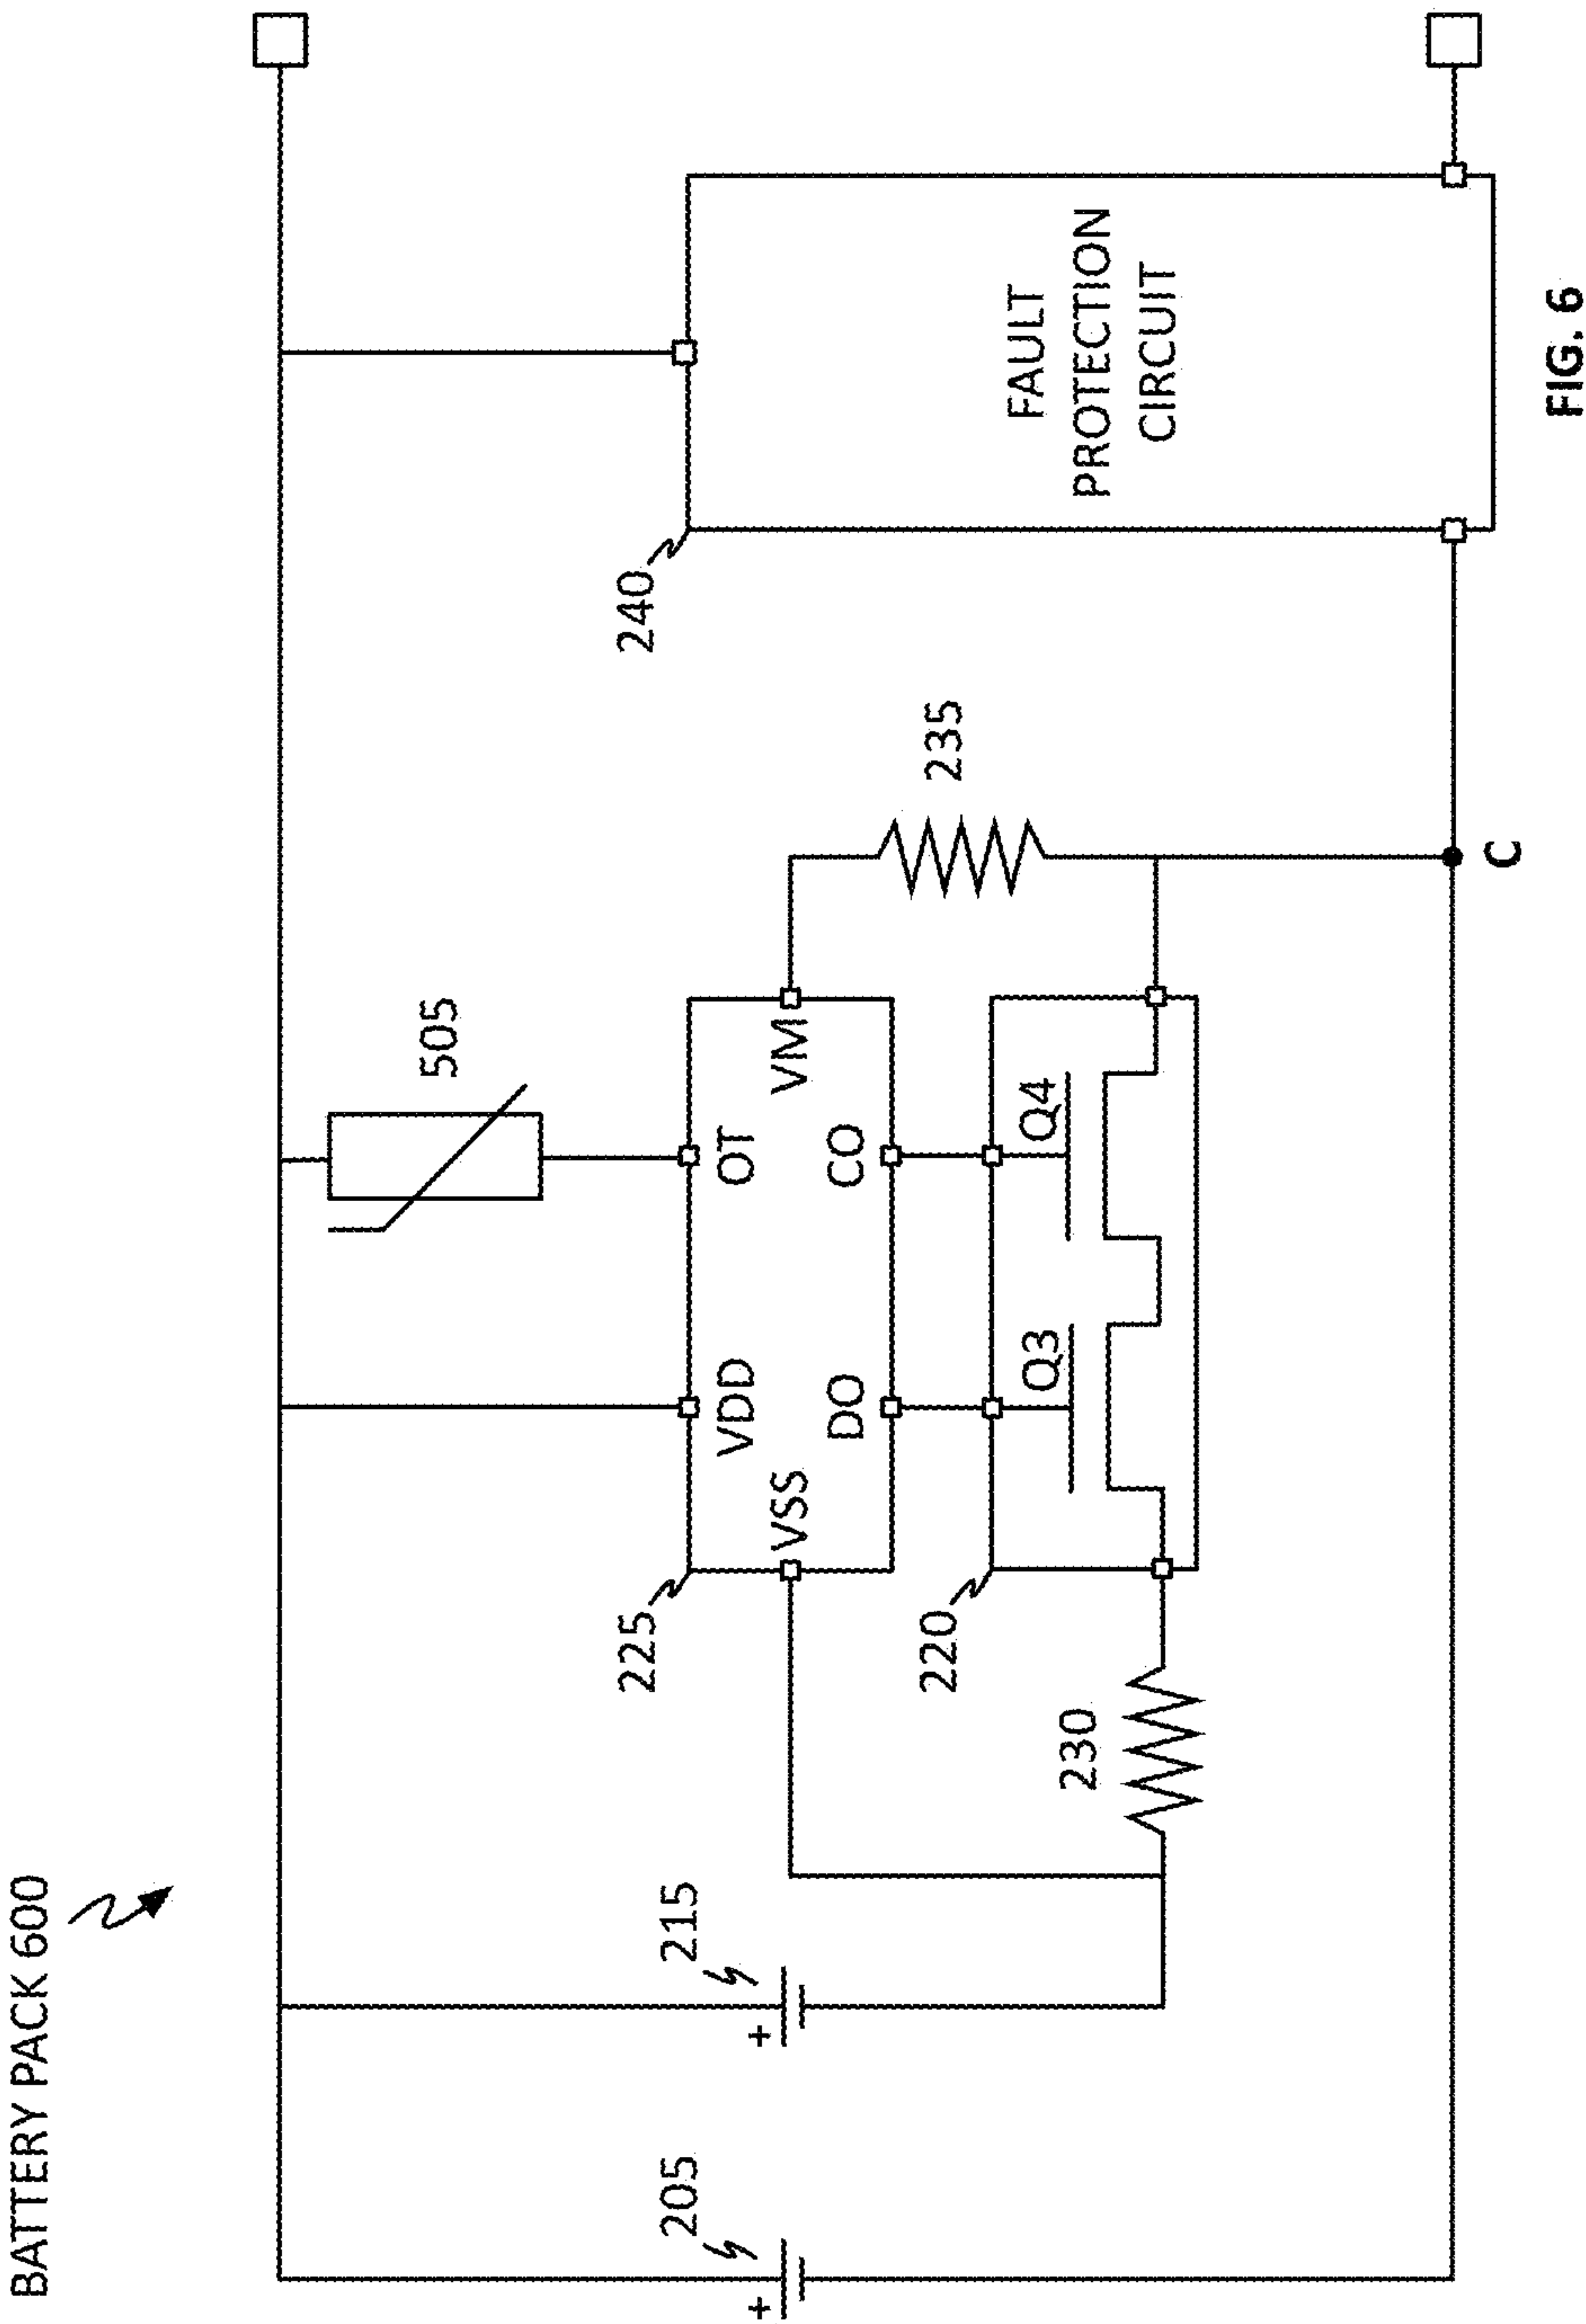 BATTERY PACK 600
505
205
215
225
VDD
OT
VSS
VM
DO
CO
235
240
FAULT
PROTECTION
CIRCUIT
220
Q3
Q4
230
C
FIG. 6
+
+